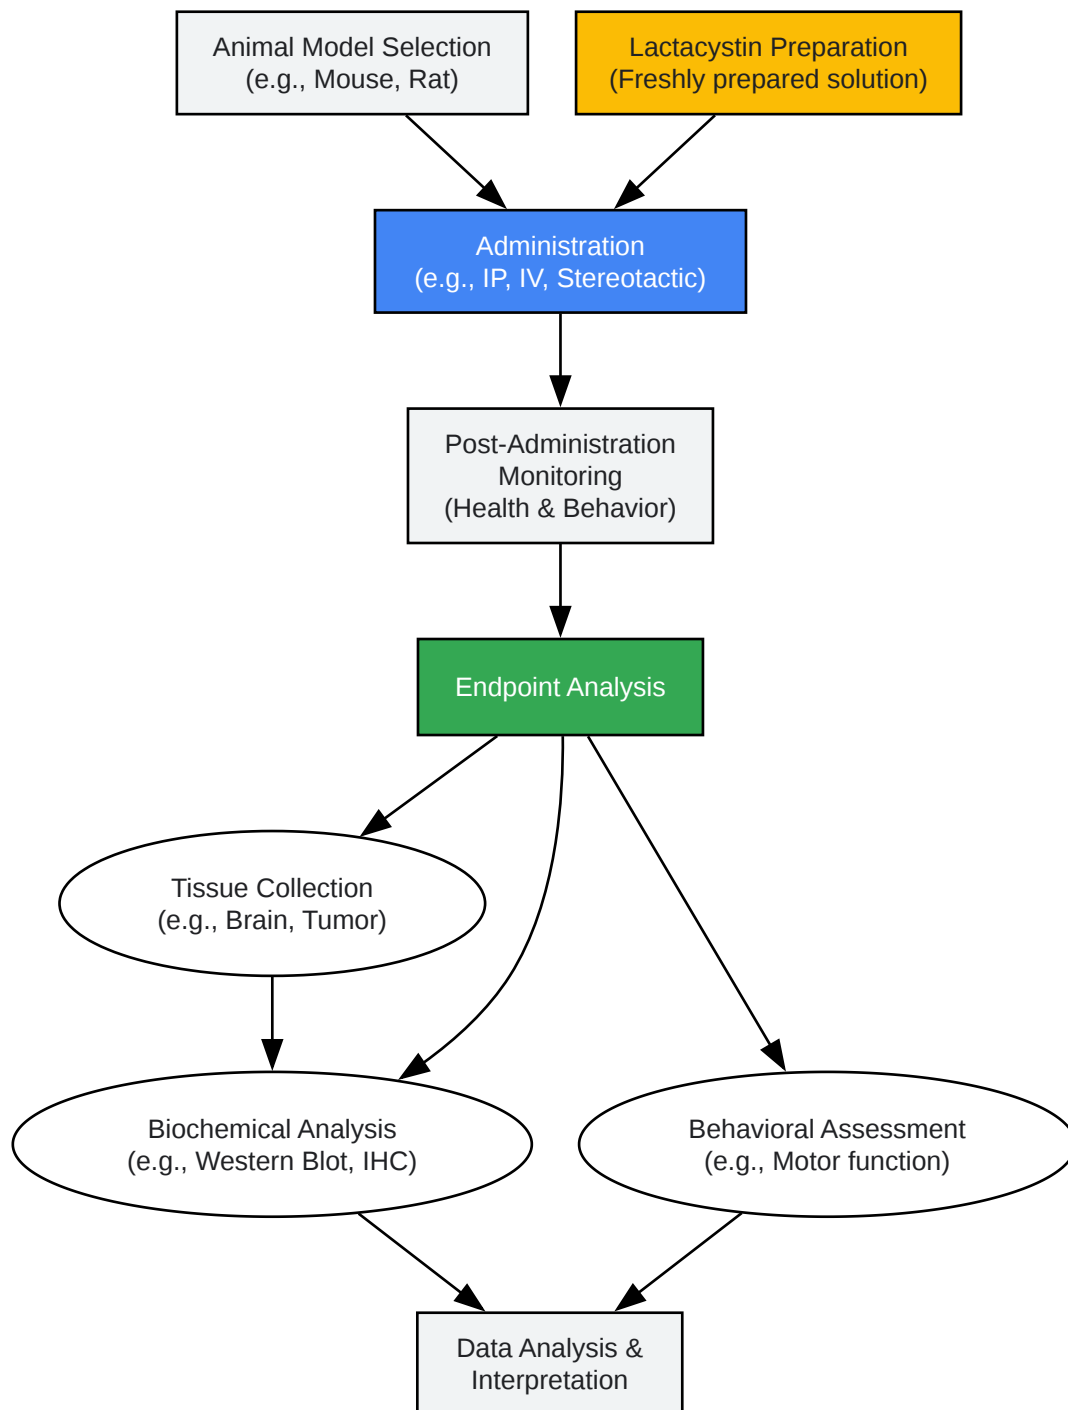 Animal Model Selection
(e.g., Mouse, Rat)
Lactacystin Preparation
(Freshly prepared solution)
Administration
(e.g., IP, IV, Stereotactic)
Post-Administration
Monitoring
(Health & Behavior)
Endpoint Analysis
Tissue Collection
(e.g., Brain, Tumor)
Biochemical Analysis
(e.g., Western Blot, IHC)
Behavioral Assessment
(e.g., Motor function)
Data Analysis &
Interpretation